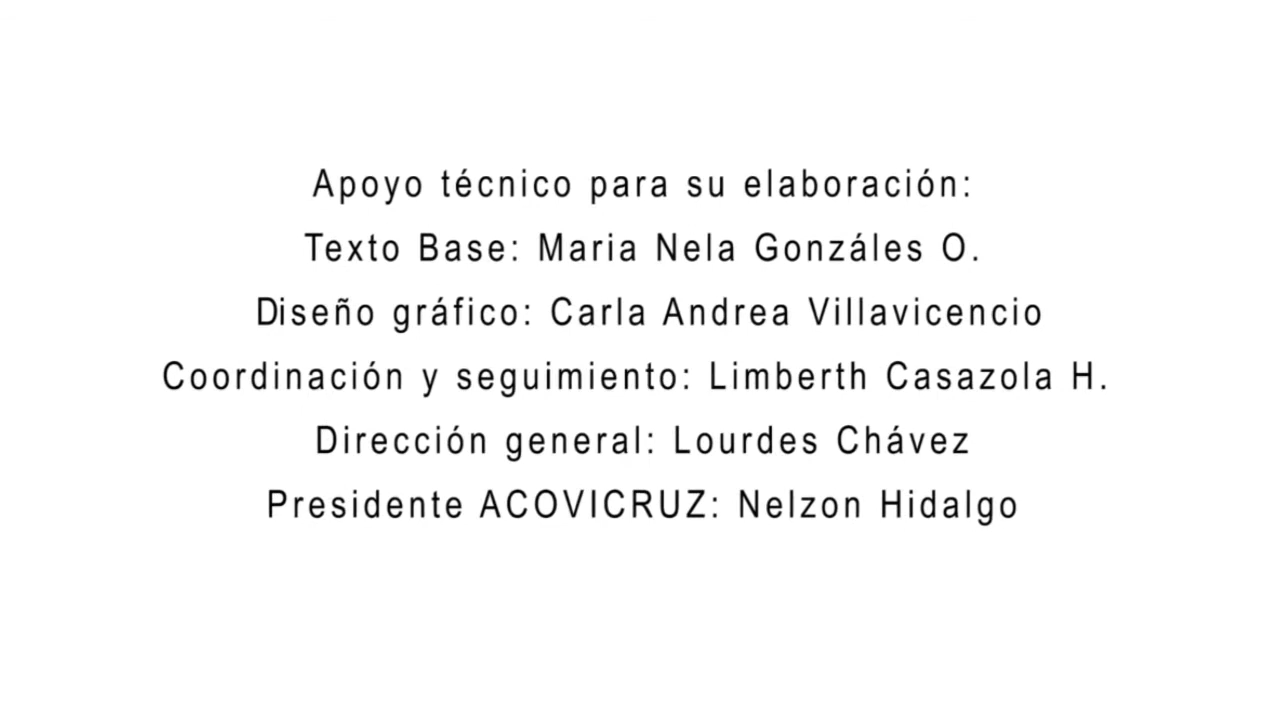 Apoyo técnico para su elaboración:
Texto Base: Maria Nela Gonzáles O.
Diseño gráfico: Carla Andrea Villavicencio
Coordinación y seguimiento: Limberth Casazola H.
Dirección general: Lourdes Chávez
Presidente ACOVICRUZ: Nelzon Hidalgo